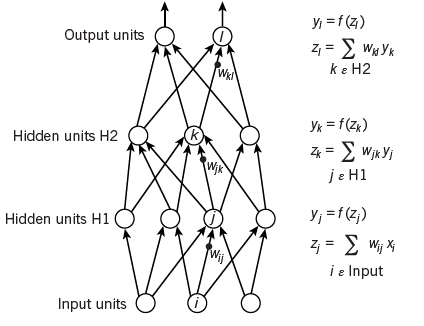 Output units
l
w_kl
y_l = f(z_l)
z_l = ∑ w_kl y_k
k ε H2
Hidden units H2
k
w_jk
y_k = f(z_k)
z_k = ∑ w_jk y_j
j ε H1
Hidden units H1
j
w_ij
y_j = f(z_j)
z_j = ∑ w_ij x_i
i ε Input
Input units
i